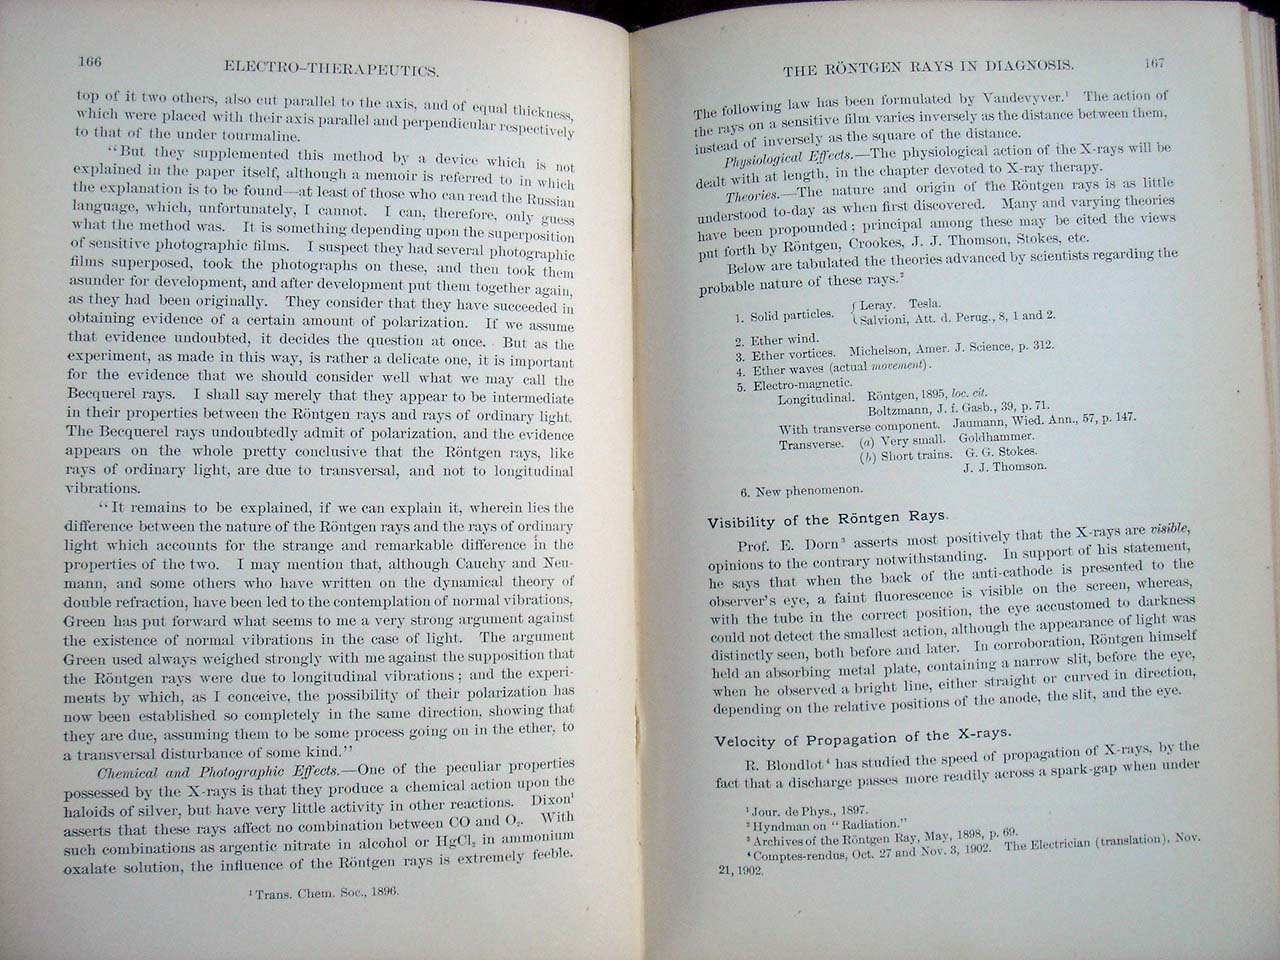 166
ELECTRO-THERAPEUTICS.
top of it two others, also cut parallel to the axis, and of equal thickness,
which were placed with their axis parallel and perpendicular respectively
to that of the under tourmaline.
“But they supplemented this method by a device which is not
explained in the paper itself, although a memoir is referred to in which
the explanation is to be found—at least of those who can read the Russian
language, which, unfortunately, I cannot. I can, therefore, only guess
what the method was. It is something depending upon the superposition
of sensitive photographic films. I suspect they had several photographic
films superposed, took the photographs on these, and then took them
asunder for development, and after development put them together again,
as they had been originally. They consider that they have succeeded in
obtaining evidence of a certain amount of polarization. If we assume
that evidence undoubted, it decides the question at once. But as the
experiment, as made in this way, is rather a delicate one, it is important
for the evidence that we should consider well what we may call the
Becquerel rays. I shall say merely that they appear to be intermediate
in their properties between the Röntgen rays and rays of ordinary light.
The Becquerel rays undoubtedly admit of polarization, and the evidence
appears on the whole pretty conclusive that the Röntgen rays, like
rays of ordinary light, are due to transversal, and not to longitudinal
vibrations.
“It remains to be explained, if we can explain it, wherein lies the
difference between the nature of the Röntgen rays and the rays of ordinary
light which accounts for the strange and remarkable difference in the
properties of the two. I may mention that, although Cauchy and Neu-
mann, and some others who have written on the dynamical theory of
double refraction, have been led to the contemplation of normal vibrations,
Green has put forward what seems to me a very strong argument against
the existence of normal vibrations in the case of light. The argument
Green used always weighed strongly with me against the supposition that
the Röntgen rays were due to longitudinal vibrations; and the experi-
ments by which, as I conceive, the possibility of their polarization has
now been established so completely in the same direction, showing that
they are due, assuming them to be some process going on in the ether, to
a transversal disturbance of some kind.”
Chemical and Photographic Effects.—One of the peculiar properties
possessed by the X-rays is that they produce a chemical action upon the
haloids of silver, but have very little activity in other reactions. Dixon¹
asserts that these rays affect no combination between CO and O₂. With
such combinations as argentic nitrate in alcohol or HgCl₂ in ammonium
oxalate solution, the influence of the Röntgen rays is extremely feeble.
¹ Trans. Chem. Soc., 1896.
THE RÖNTGEN RAYS IN DIAGNOSIS.
167
The following law has been formulated by Vandevyver.¹ The action of
the rays on a sensitive film varies inversely as the distance between them,
instead of inversely as the square of the distance.
Physiological Effects.—The physiological action of the X-rays will be
dealt with at length, in the chapter devoted to X-ray therapy.
Theories.—The nature and origin of the Röntgen rays is as little
understood to-day as when first discovered. Many and varying theories
have been propounded; principal among these may be cited the views
put forth by Röntgen, Crookes, J. J. Thomson, Stokes, etc.
Below are tabulated the theories advanced by scientists regarding the
probable nature of these rays.²
1. Solid particles. { Leray. Tesla.
Salvioni, Att. d. Perug., 8, 1 and 2.
2. Ether wind.
3. Ether vortices. Michelson, Amer. J. Science, p. 312.
4. Ether waves (actual movement).
5. Electro-magnetic.
Longitudinal. Röntgen, 1895, loc. cit.
Boltzmann, J. f. Gasb., 39, p. 71.
With transverse component. Jaumann, Wied. Ann., 57, p. 147.
Transverse. (a) Very small. Goldhammer.
(b) Short trains. G. G. Stokes.
J. J. Thomson.
6. New phenomenon.
Visibility of the Röntgen Rays.
Prof. E. Dorn³ asserts most positively that the X-rays are visible,
opinions to the contrary notwithstanding. In support of his statement,
he says that when the back of the anti-cathode is presented to the
observer's eye, a faint fluorescence is visible on the screen, whereas,
with the tube in the correct position, the eye accustomed to darkness
could not detect the smallest action, although the appearance of light was
distinctly seen, both before and later. In corroboration, Röntgen himself
held an absorbing metal plate, containing a narrow slit, before the eye,
when he observed a bright line, either straight or curved in direction,
depending on the relative positions of the anode, the slit, and the eye.
Velocity of Propagation of the X-rays.
R. Blondlot⁴ has studied the speed of propagation of X-rays, by the
fact that a discharge passes more readily across a spark-gap when under
¹ Jour. de Phys., 1897.
² Hyndman on “Radiation.”
³ Archives of the Röntgen Ray, May, 1898, p. 69.
⁴ Comptes-rendus, Oct. 27 and Nov. 3, 1902. The Electrician (translation), Nov.
21, 1902.